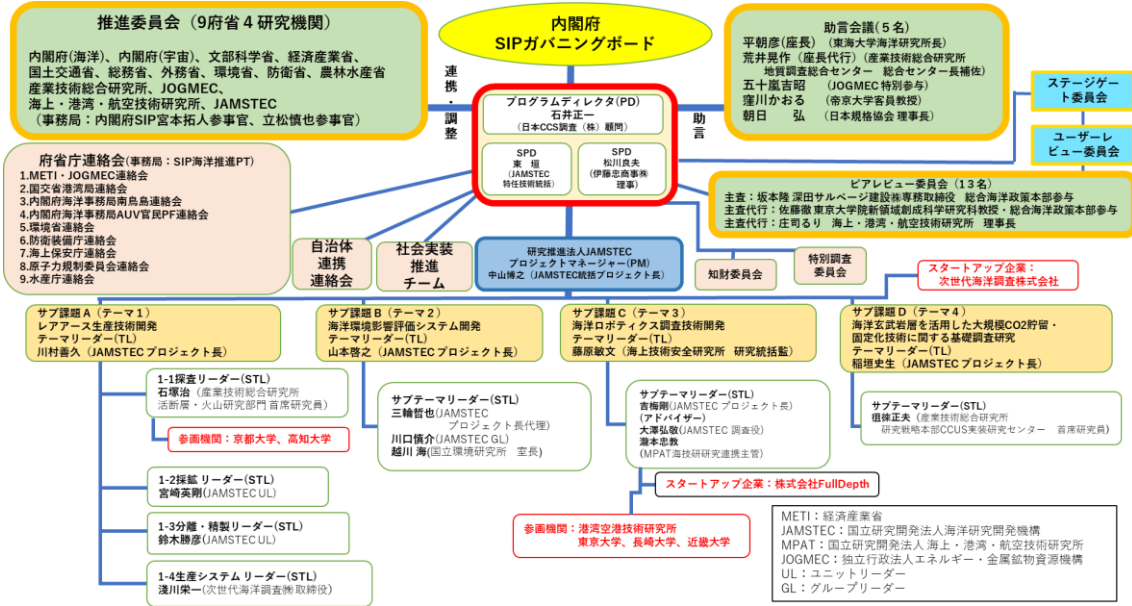 推進委員会（9府省４研究機関）
内閣府(海洋)、内閣府(宇宙)、文部科学省、経済産業省、
国土交通省、総務省、外務省、環境省、防衛省、農林水産省
産業技術総合研究所、JOGMEC、
海上・港湾・航空技術研究所、JAMSTEC
（事務局：内閣府SIP宮本拓人参事官、立松慎也参事官）
内閣府
SIPガバニングボード
連携・調整
助言
助言会議(５名)
平朝彦(座長)（東海大学海洋研究所長）
荒井晃作（座長代行）(産業技術総合研究所
地質調査総合センター　総合センター長補佐)
五十嵐吉昭　(JOGMEC 特別参与)
窪川かおる　(帝京大学客員教授)
朝日　弘　(日本規格協会 理事長)
ステージゲート委員会
ユーザーレビュー委員会
プログラムディレクタ(PD)
石井正一
(日本CCS調査（株）顧問)
SPD
東　垣
(JAMSTEC
特任技術統括)
SPD
松川良夫
(伊藤忠商事㈱
理事)
府省庁連絡会(事務局：SIP海洋推進PT)
1.METI・JOGMEC連絡会
2.国交省港湾局連絡会
3.内閣府海洋事務局南鳥島連絡会
4.内閣府海洋事務局AUV官民PF連絡会
5.環境省連絡会
6.防衛装備庁連絡会
7.海上保安庁連絡会
8.原子力規制委員会連絡会
9.水産庁連絡会
ピアレビュー委員会（13名）
主査：坂本隆 深田サルベージ建設㈱専務取締役　総合海洋政策本部参与
主査代行：佐藤徹 東京大学院新領域創成科学研究科教授・総合海洋政策本部参与
主査代行：庄司るり　海上・港湾・航空技術研究所　理事長
自治体
連携
連絡会
社会実装
推進
チーム
研究推進法人JAMSTEC
プロジェクトマネージャー(PM)
中山博之（JAMSTEC統括プロジェクト長）
知財委員会
特別調査
委員会
スタートアップ企業：
次世代海洋調査株式会社
サブ課題A（テーマ１）
レアアース生産技術開発
テーマリーダー(TL)
川村善久（JAMSTECプロジェクト長）
サブ課題B（テーマ２）
海洋環境影響評価システム開発
テーマリーダー(TL)
山本啓之（JAMSTECプロジェクト長）
サブ課題C（テーマ３）
海洋ロボティクス調査技術開発
テーマリーダー(TL)
藤原敏文（海上技術安全研究所　研究統括監）
サブ課題D（テーマ４）
海洋玄武岩層を活用した大規模CO2貯留・
固定化技術に関する基礎調査研究
テーマリーダー(TL)
稲垣史生（JAMSTECプロジェクト長）
1-1探査リーダー(STL)
石塚治（産業技術総合研究所
活断層・火山研究部門 首席研究員）
参画機関：京都大学、高知大学
1-2採鉱 リーダー(STL)
宮崎英剛(JAMSTEC UL)
1-3分離・精製リーダー(STL)
鈴木勝彦(JAMSTEC UL)
1-4生産システム リーダー(STL)
淺川栄一(次世代海洋調査㈱取締役）
サブテーマリーダー(STL)
三輪哲也(JAMSTEC
プロジェクト長代理)
川口慎介(JAMSTEC GL)
越川 海(国立環境研究所　室長)
サブテーマリーダー(STL)
吉梅剛(JAMSTEC プロジェクト長)
(アドバイザー)
大澤弘敬(JAMSTEC 調査役)
瀧本忠教
(MPAT海技研研究連携主管)
スタートアップ企業：株式会社FullDepth
参画機関：港湾空港技術研究所
東京大学、長崎大学、近畿大学
サブテーマリーダー(STL)
徂徠正夫（産業技術総合研究所
研究戦略本部CCUS実装研究センター　首席研究員）
METI：経済産業省
JAMSTEC：国立研究開発法人海洋研究開発機構
MPAT：国立研究開発法人 海上・港湾・航空技術研究所
JOGMEC：独立行政法人エネルギー・金属鉱物資源機構
UL：ユニットリーダー
GL：グループリーダー